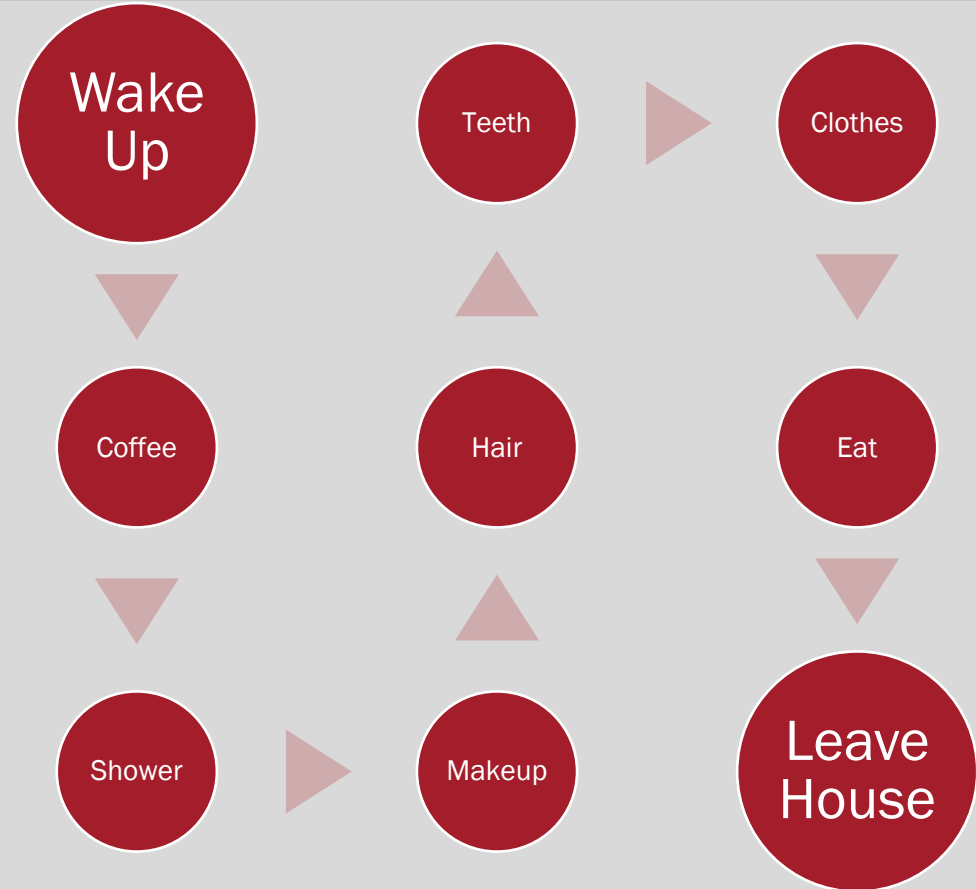 Wake
Up
Coffee
Shower
Makeup
Hair
Teeth
Clothes
Eat
Leave
House